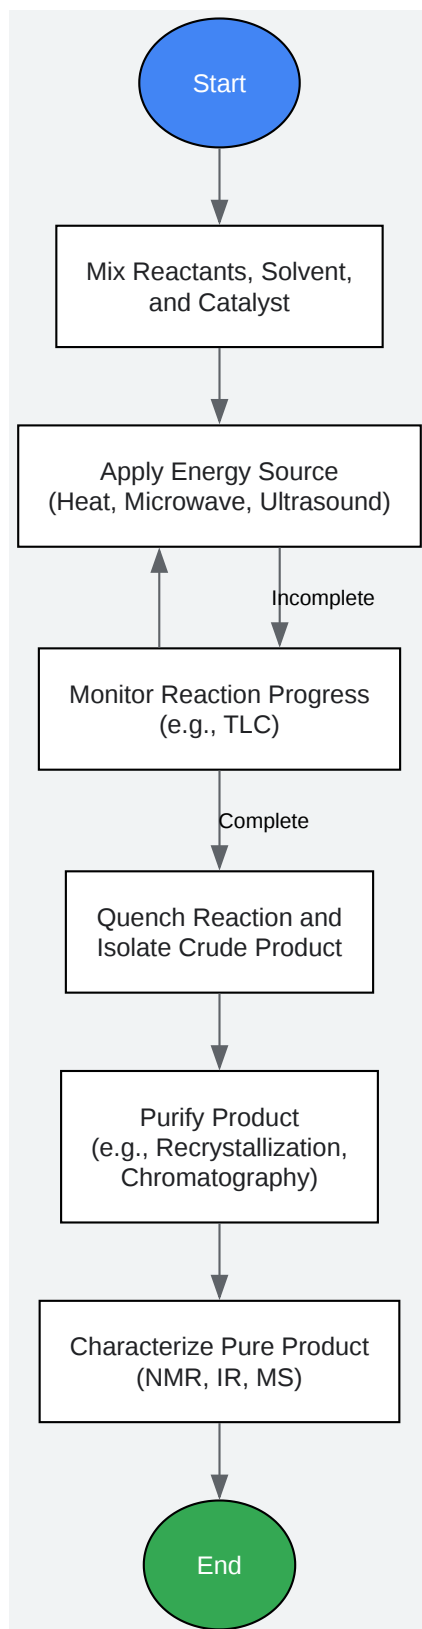 Start
Mix Reactants, Solvent,
and Catalyst
Apply Energy Source
(Heat, Microwave, Ultrasound)
Incomplete
Monitor Reaction Progress
(e.g., TLC)
Complete
Quench Reaction and
Isolate Crude Product
Purify Product
(e.g., Recrystallization,
Chromatography)
Characterize Pure Product
(NMR, IR, MS)
End